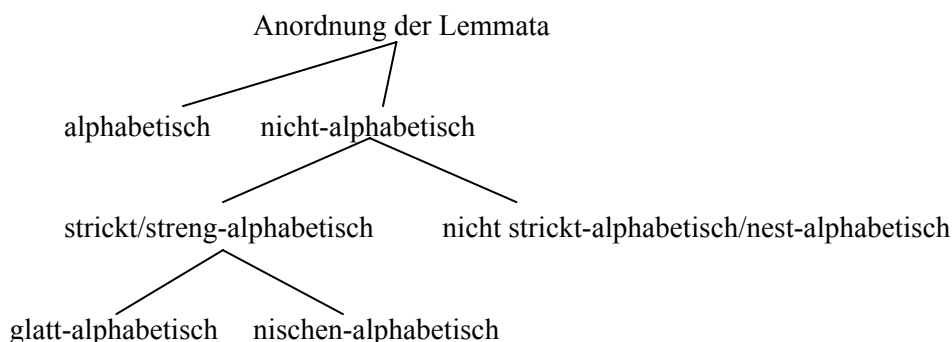 Anordnung der Lemmata
alphabetisch nicht-alphabetisch
strickt/streng-alphabetisch nicht strickt-alphabetisch/nest-alphabetisch
glatt-alphabetisch nischen-alphabetisch